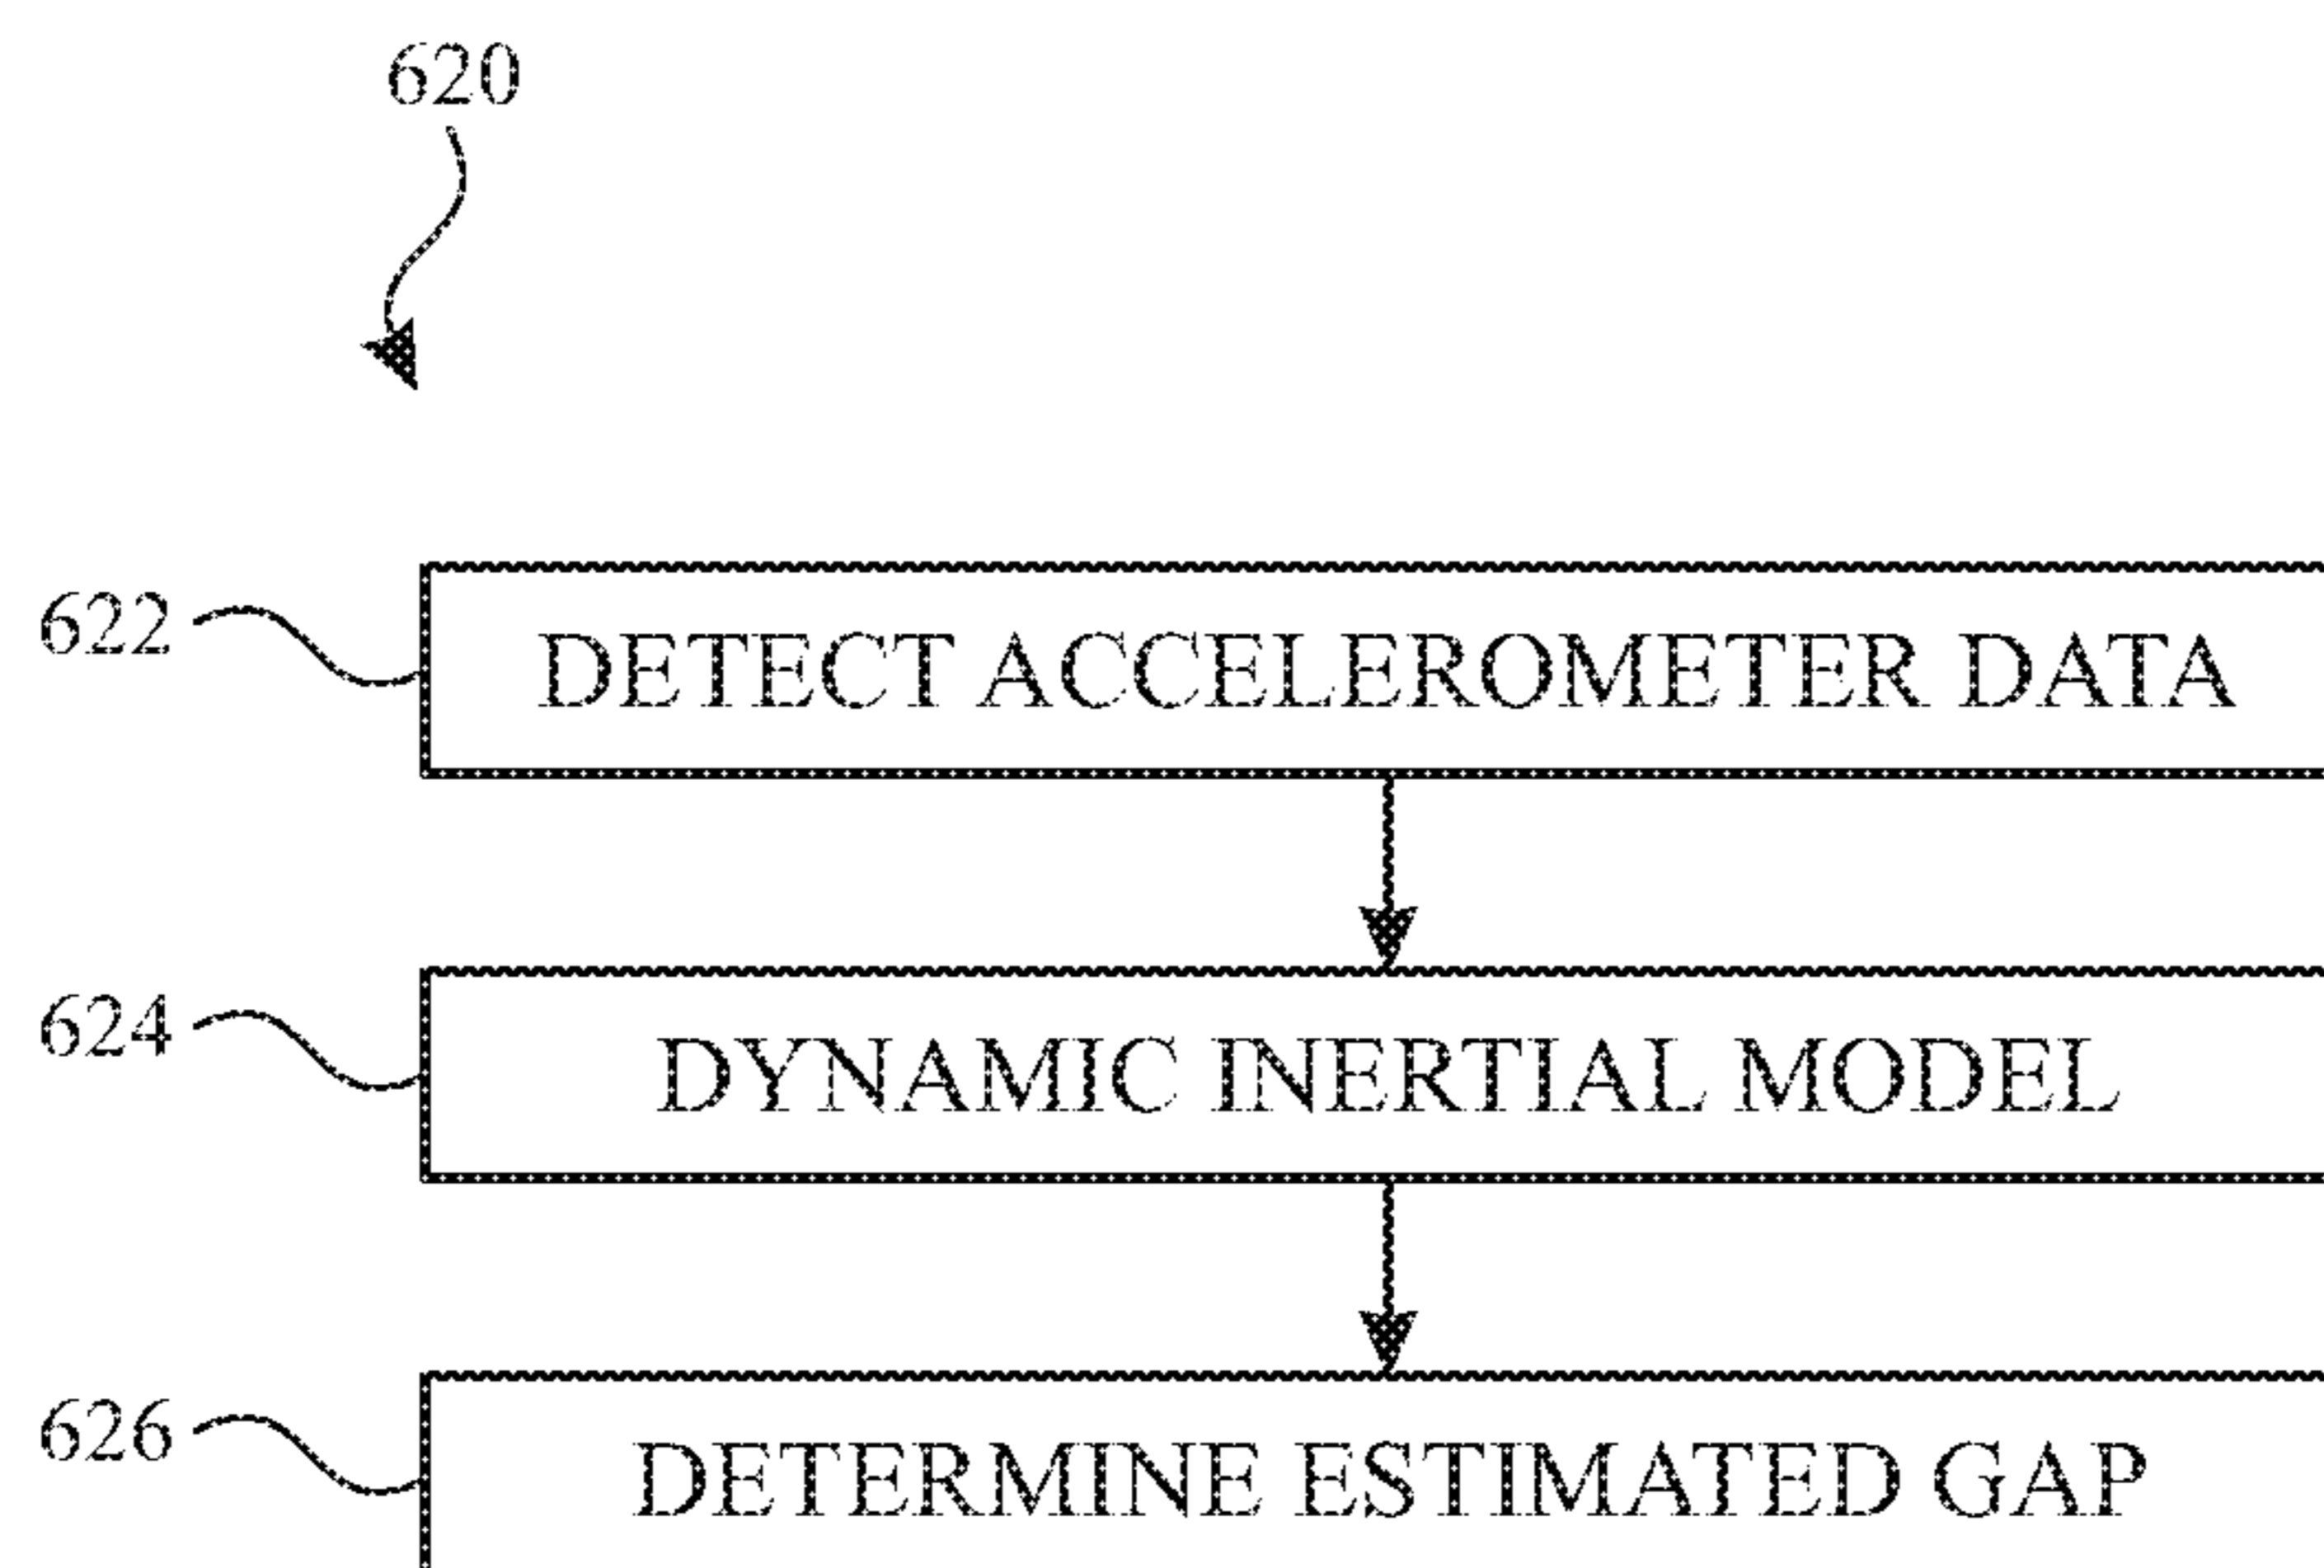 620
622 DETECT ACCELEROMETER DATA
624 DYNAMIC INERTIAL MODEL
626 DETERMINE ESTIMATED GAP